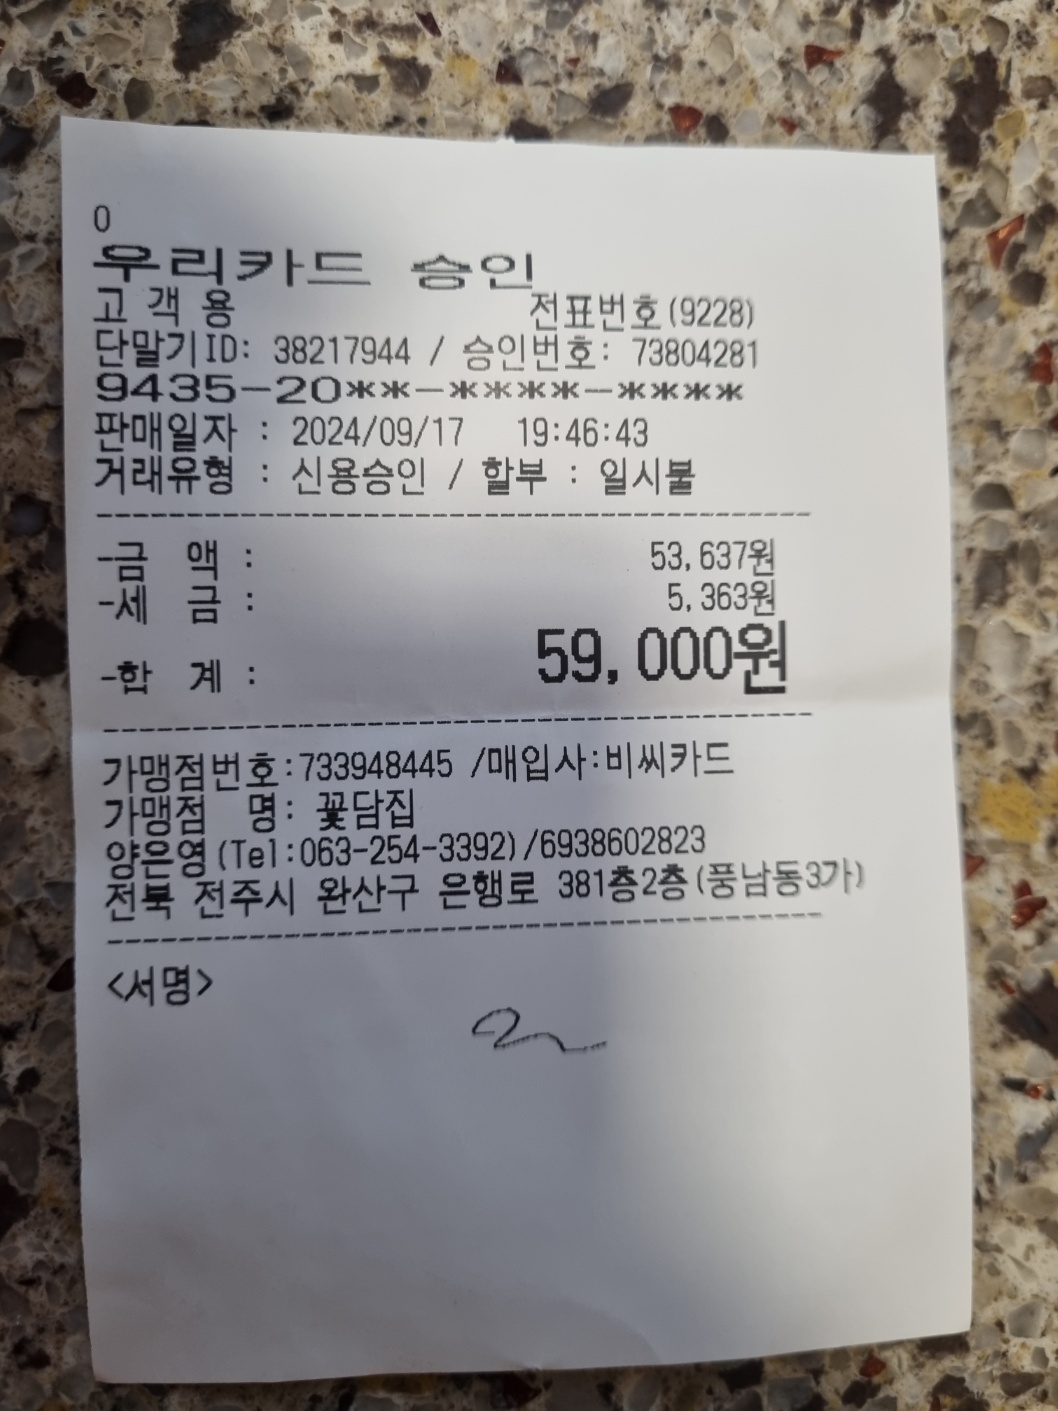 0
우리카드 승인
고 객 용 전표번호(9228)
단말기ID: 38217944 / 승인번호: 73804281
9435-20**-****-****
판매일자 : 2024/09/17 19:46:43
거래유형 : 신용승인 / 할부 : 일시불
-금 액 : 53,637원
-세 금 : 5,363원
-합 계 : 59,000원
가맹점번호:733948445 /매입사:비씨카드
가맹점 명: 꽃담집
양은영(Tel:063-254-3392)/6938602823
전북 전주시 완산구 은행로 381층2층(풍남동3가)
<서명>